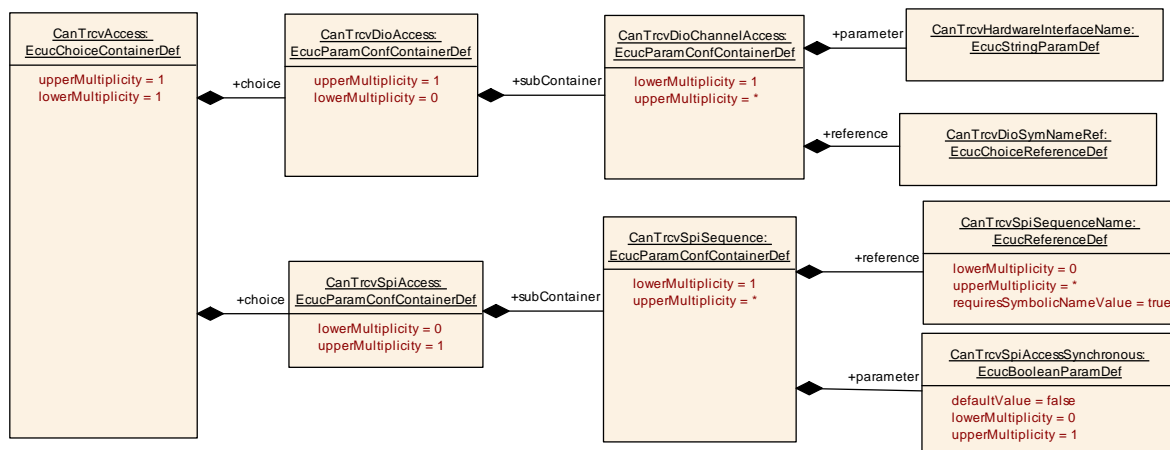 CanTrcvAccess:
EcucChoiceContainerDef
upperMultiplicity = 1
lowerMultiplicity = 1
+choice
CanTrcvDioAccess:
EcucParamConfContainerDef
upperMultiplicity = 1
lowerMultiplicity = 0
+subContainer
CanTrcvDioChannelAccess:
EcucParamConfContainerDef
lowerMultiplicity = 1
upperMultiplicity = *
+parameter
CanTrcvHardwareInterfaceName:
EcucStringParamDef
+reference
CanTrcvDioSymNameRef:
EcucChoiceReferenceDef
+choice
CanTrcvSpiAccess:
EcucParamConfContainerDef
lowerMultiplicity = 0
upperMultiplicity = 1
+subContainer
CanTrcvSpiSequence:
EcucParamConfContainerDef
lowerMultiplicity = 1
upperMultiplicity = *
+reference
CanTrcvSpiSequenceName:
EcucReferenceDef
lowerMultiplicity = 0
upperMultiplicity = *
requiresSymbolicNameValue = true
+parameter
CanTrcvSpiAccessSynchronous:
EcucBooleanParamDef
defaultValue = false
lowerMultiplicity = 0
upperMultiplicity = 1